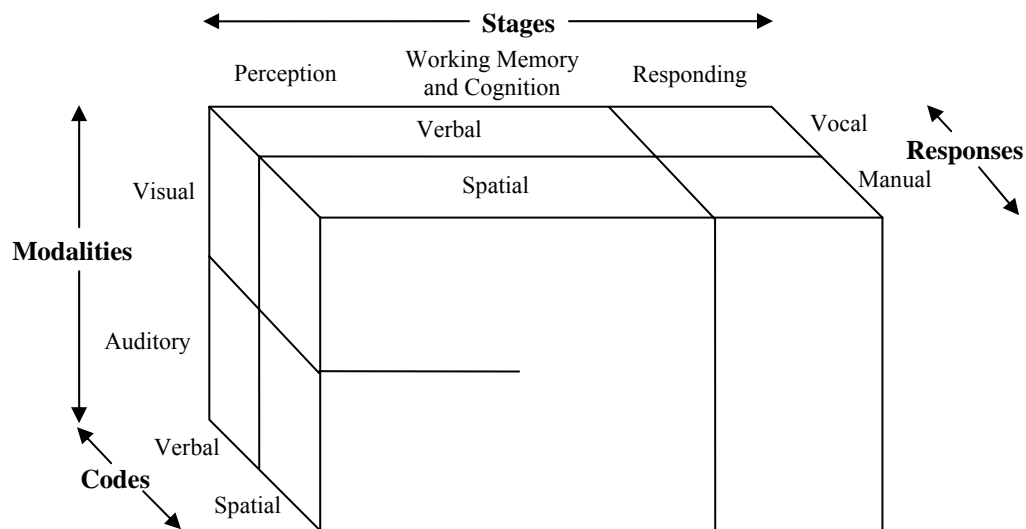 Stages
Perception
Working Memory
and Cognition
Responding
Verbal
Vocal
Responses
Visual
Spatial
Manual
Modalities
Auditory
Verbal
Codes
Spatial